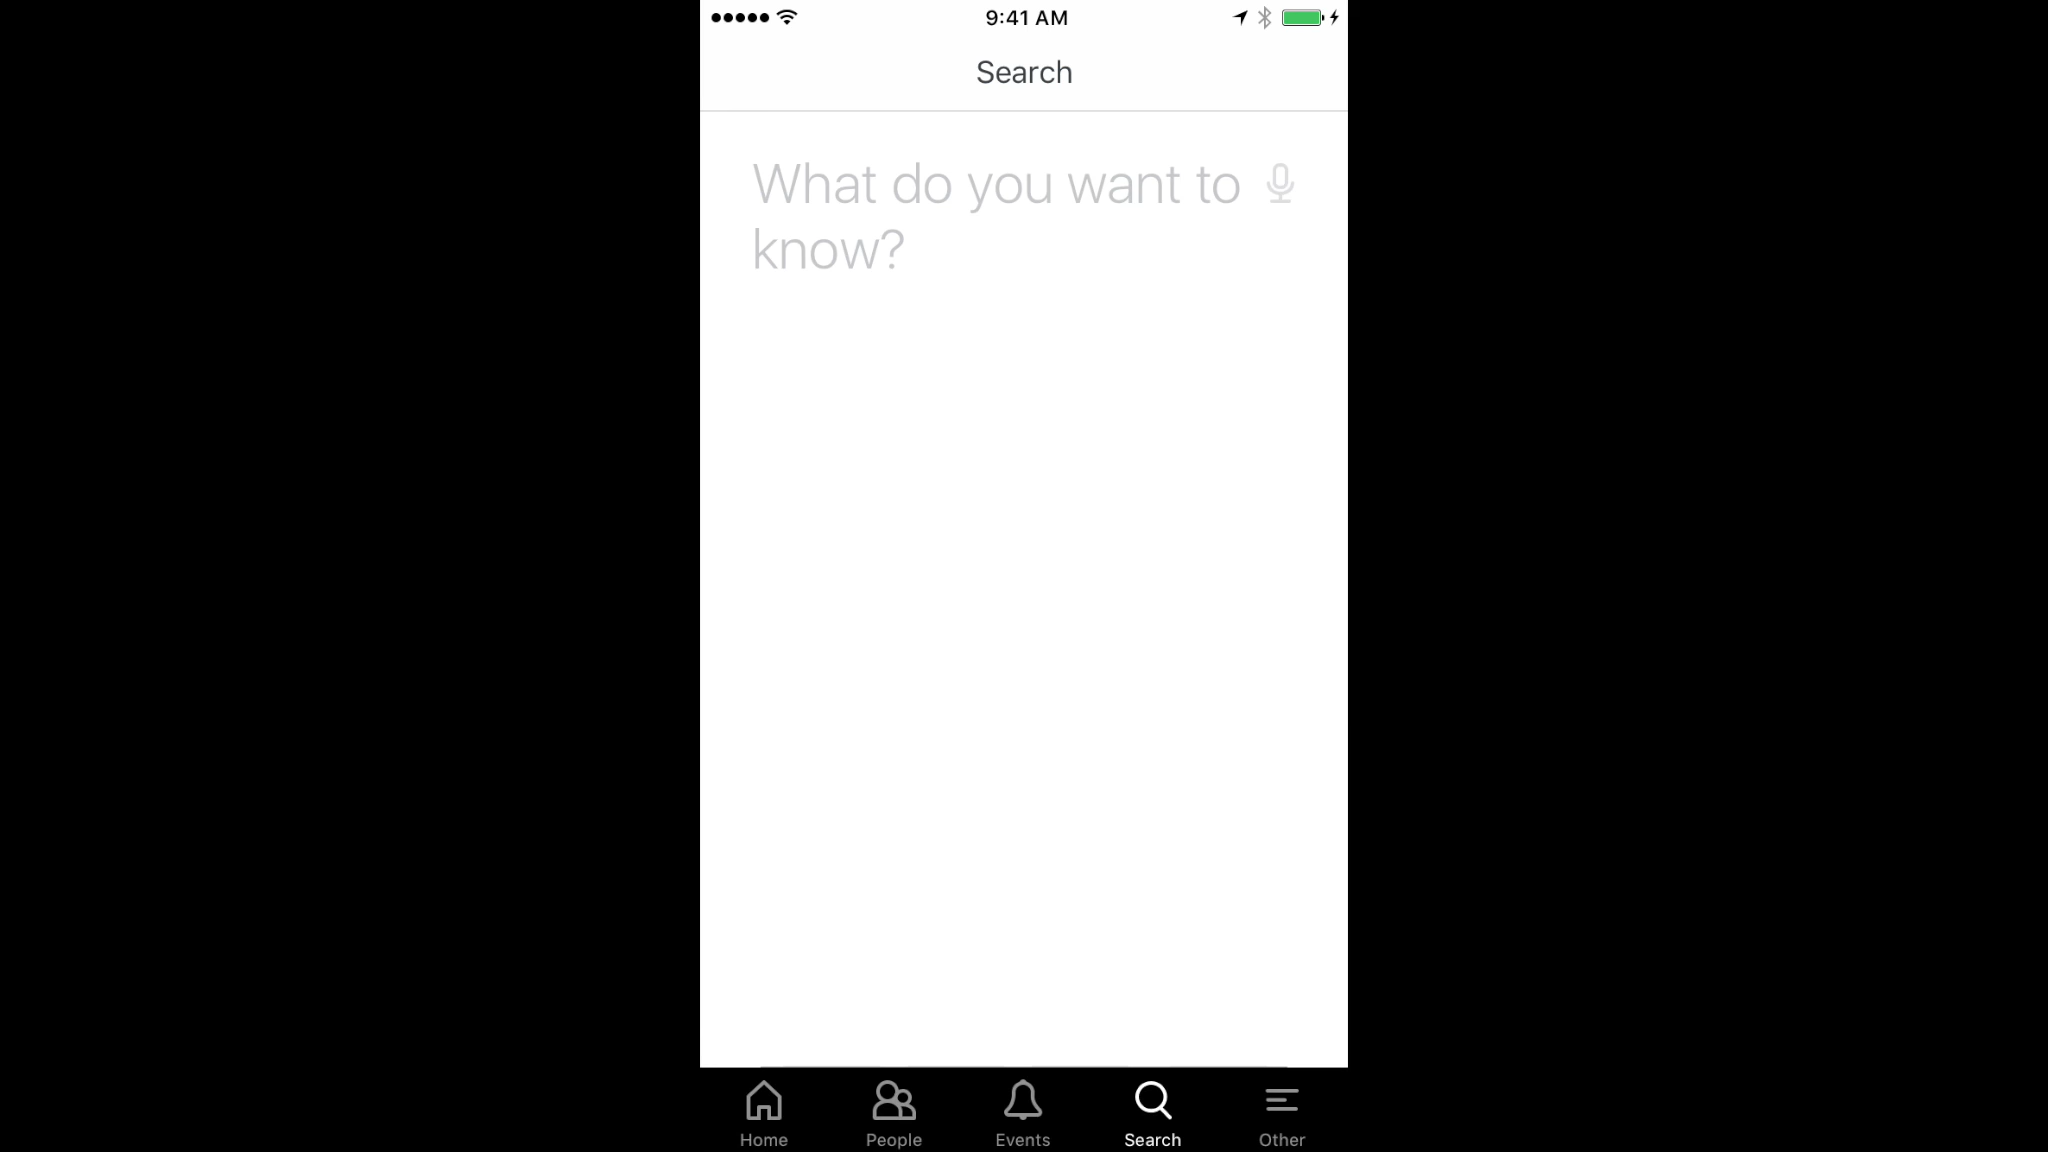 9:41 AM
Search
What do you want to
know?
Home
People
Events
Search
Other